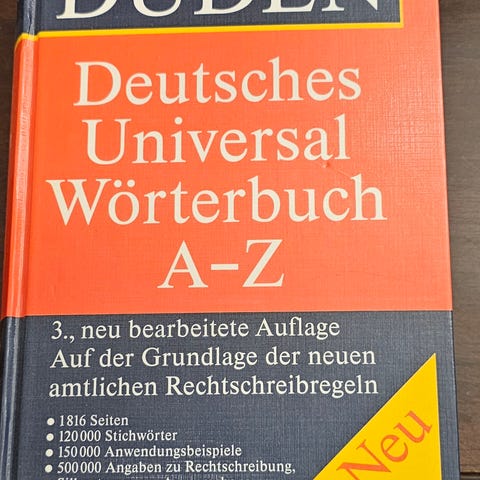 DUDEN
Deutsches
Universal
Wörterbuch
A-Z
3., neu bearbeitete Auflage
Auf der Grundlage der neuen
amtlichen Rechtschreibregeln
● 1816 Seiten
● 120 000 Stichwörter
● 150 000 Anwendungsbeispiele
● 500 000 Angaben zu Rechtschreibung,
Neu